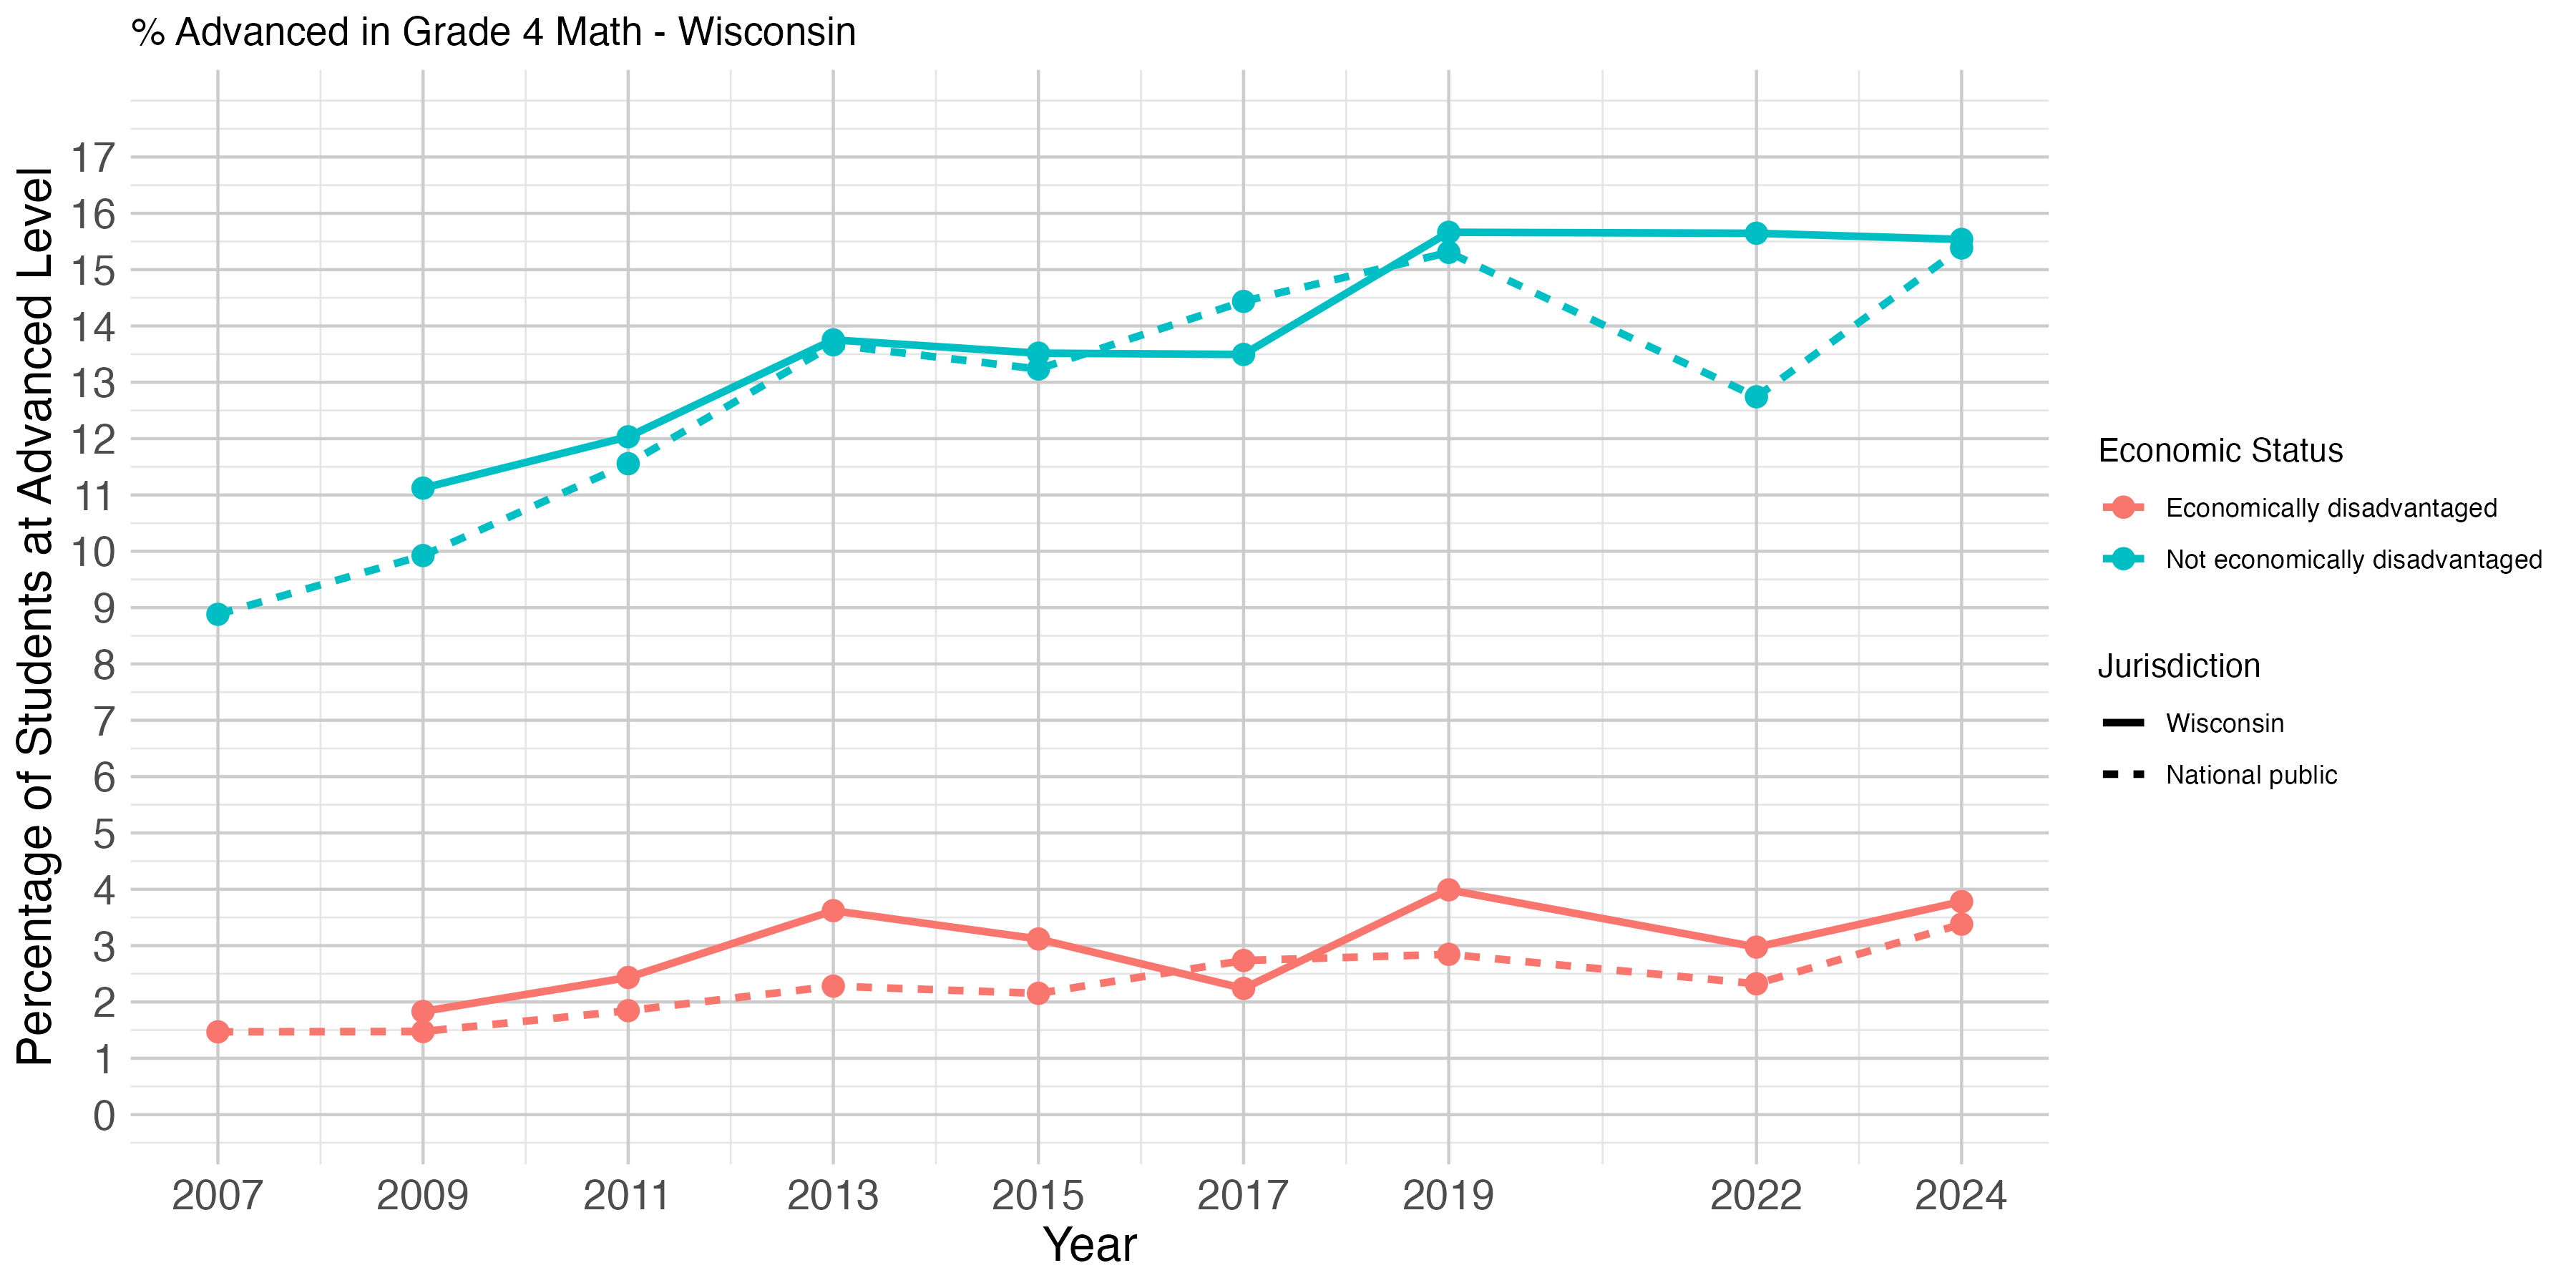 % Advanced in Grade 4 Math - Wisconsin
Percentage of Students at Advanced Level
17
16
15
14
13
12
11
10
9
8
7
6
5
4
3
2
1
0
2007 2009 2011 2013 2015 2017 2019 2022 2024
Year
Economic Status
Economically disadvantaged
Not economically disadvantaged
Jurisdiction
Wisconsin
National public